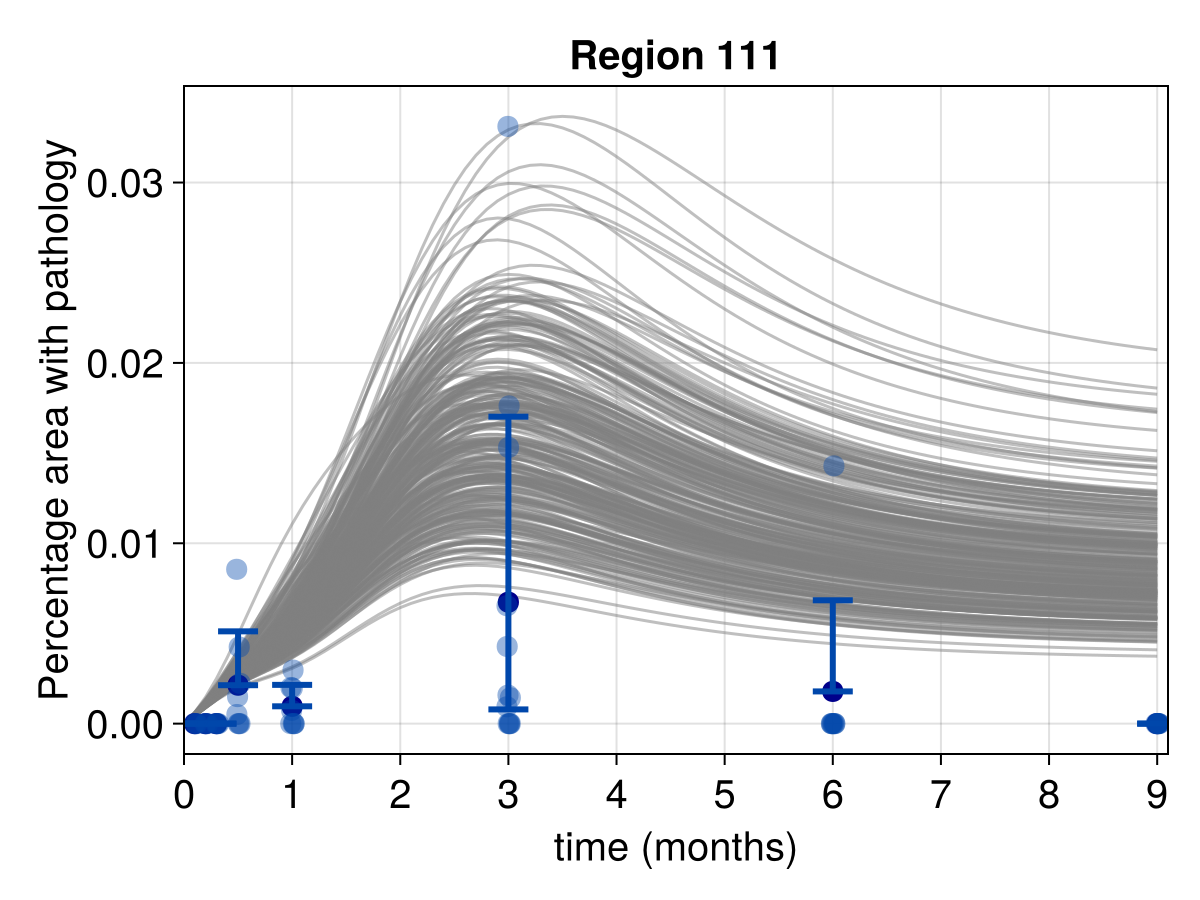 Region 111
Percentage area with pathology
0.03
0.02
0.01
0.00
0 1 2 3 4 5 6 7 8 9
time (months)